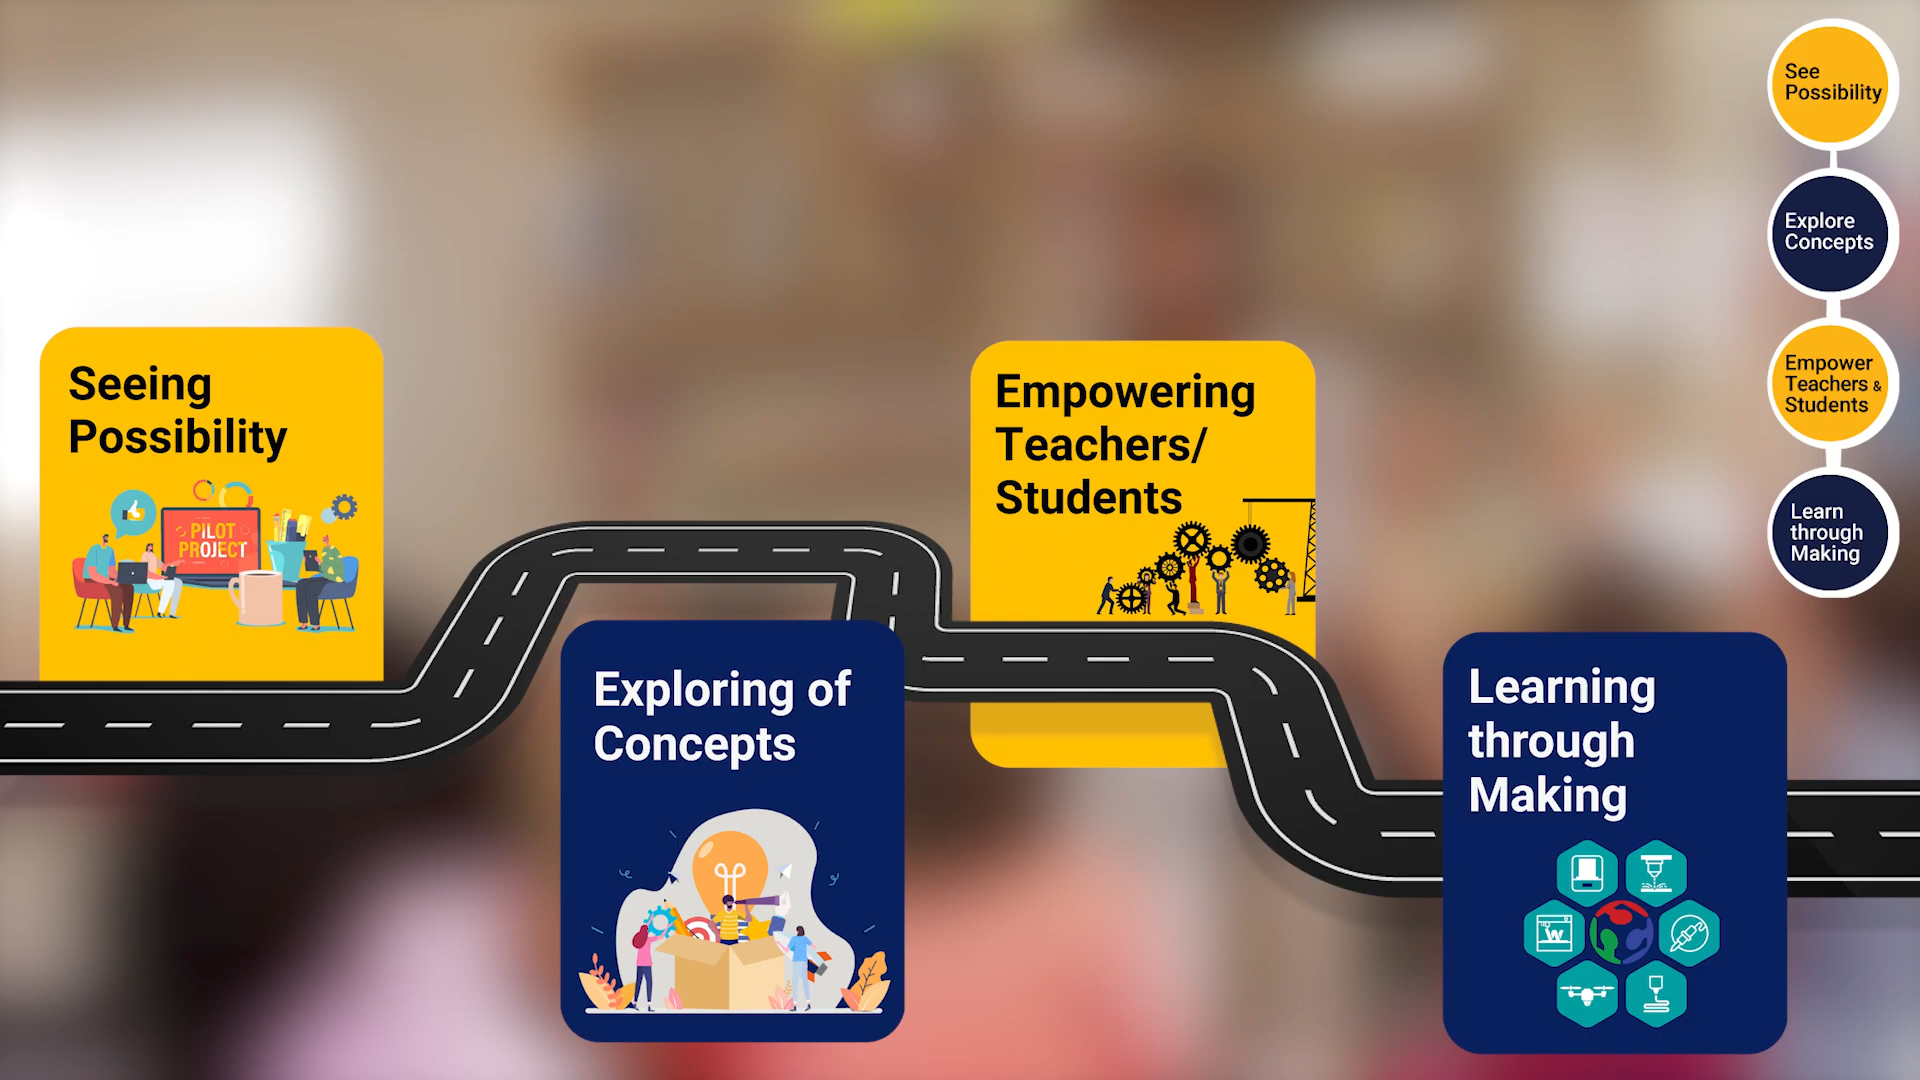 Seeing
Possibility
PILOT
PROJECT
Exploring of
Concepts
Empowering
Teachers/
Students
Learning
through
Making
W
See
Possibility
Explore
Concepts
Empower
Teachers &
Students
Learn
through
Making